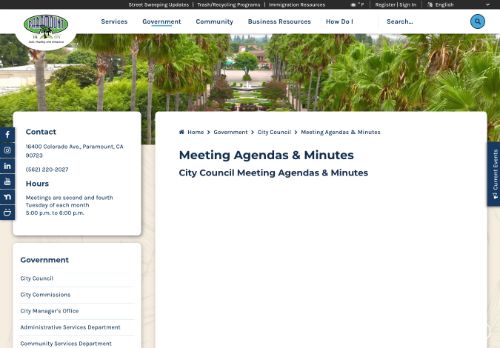 Street Sweeping Updates | Trash/Recycling Programs | Immigration Resources
°F | Register | Sign In | English
PARAMOUNT
Services Government Community Business Resources How Do I Search...
Contact
16400 Colorado Ave., Paramount, CA
90723
(562) 220-2027
Hours
Meetings are second and fourth
Tuesday of each month
5:00 p.m. to 6:00 p.m.
Home > Government > City Council > Meeting Agendas & Minutes
Meeting Agendas & Minutes
City Council Meeting Agendas & Minutes
Current Events
Government
City Council
City Commissions
City Manager's Office
Administrative Services Department
Community Services Department